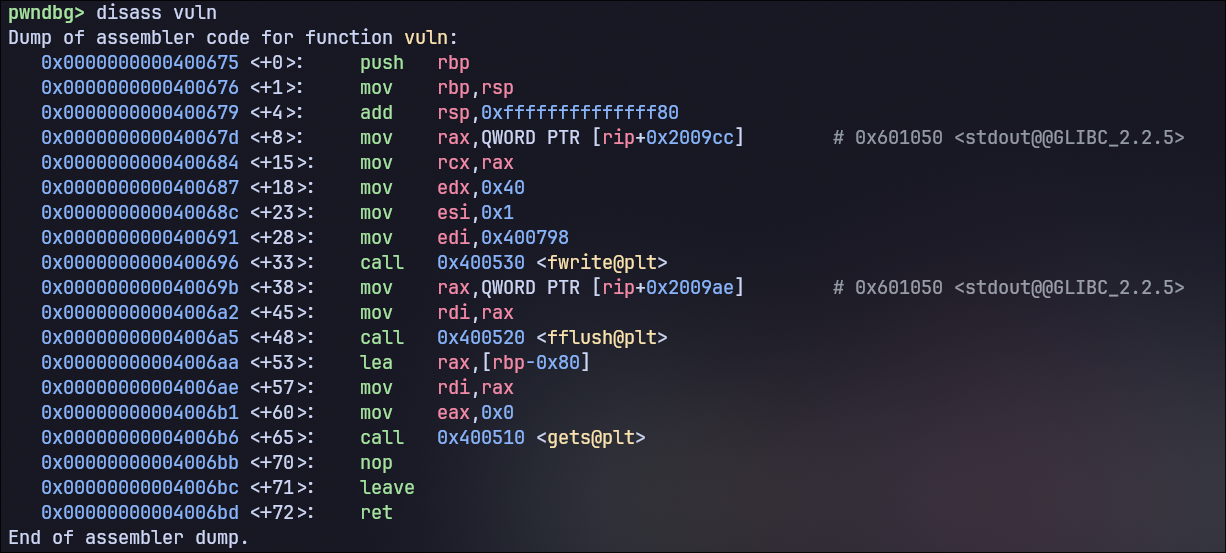 pwndbg> disass vuln
Dump of assembler code for function vuln:
   0x0000000000400675 <+0>:     push   rbp
   0x0000000000400676 <+1>:     mov    rbp,rsp
   0x0000000000400679 <+4>:     add    rsp,0xffffffffffffff80
   0x000000000040067d <+8>:     mov    rax,QWORD PTR [rip+0x2009cc]        # 0x601050 <stdout@@GLIBC_2.2.5>
   0x0000000000400684 <+15>:    mov    rcx,rax
   0x0000000000400687 <+18>:    mov    edx,0x40
   0x000000000040068c <+23>:    mov    esi,0x1
   0x0000000000400691 <+28>:    mov    edi,0x400798
   0x0000000000400696 <+33>:    call   0x400530 <fwrite@plt>
   0x000000000040069b <+38>:    mov    rax,QWORD PTR [rip+0x2009ae]        # 0x601050 <stdout@@GLIBC_2.2.5>
   0x00000000004006a2 <+45>:    mov    rdi,rax
   0x00000000004006a5 <+48>:    call   0x400520 <fflush@plt>
   0x00000000004006aa <+53>:    lea    rax,[rbp-0x80]
   0x00000000004006ae <+57>:    mov    rdi,rax
   0x00000000004006b1 <+60>:    mov    eax,0x0
   0x00000000004006b6 <+65>:    call   0x400510 <gets@plt>
   0x00000000004006bb <+70>:    nop
   0x00000000004006bc <+71>:    leave
   0x00000000004006bd <+72>:    ret
End of assembler dump.